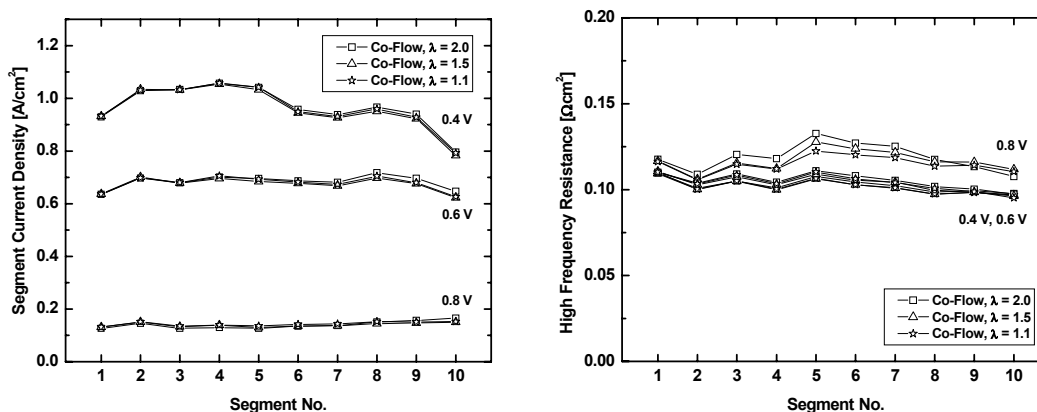 Segment Current Density [A/cm²]
1.2
1.0
0.8
0.6
0.4
0.2
0.0
Co-Flow, λ = 2.0
Co-Flow, λ = 1.5
Co-Flow, λ = 1.1
0.4 V
0.6 V
0.8 V
1 2 3 4 5 6 7 8 9 10
Segment No.
High Frequency Resistance [Ωcm²]
0.20
0.15
0.10
0.05
0.00
0.8 V
0.4 V, 0.6 V
Co-Flow, λ = 2.0
Co-Flow, λ = 1.5
Co-Flow, λ = 1.1
1 2 3 4 5 6 7 8 9 10
Segment No.